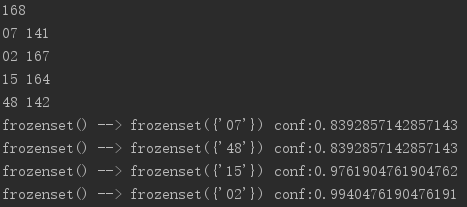 168
07 141
02 167
15 164
48 142
frozenset() --> frozenset({'07'}) conf:0.8392857142857143
frozenset() --> frozenset({'48'}) conf:0.8392857142857143
frozenset() --> frozenset({'15'}) conf:0.9761904761904762
frozenset() --> frozenset({'02'}) conf:0.9940476190476191